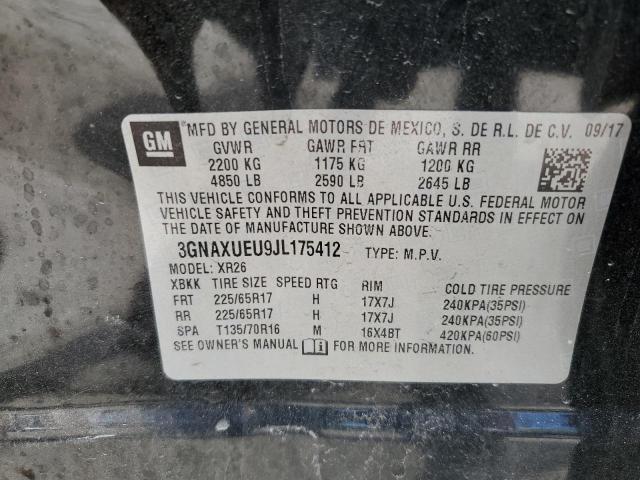 GM MFD BY GENERAL MOTORS DE MEXICO, S. DE R.L. DE C.V. 09/17
GVWR GAWR FRT GAWR RR
2200 KG 1175 KG 1200 KG
4850 LB 2590 LB 2645 LB
THIS VEHICLE CONFORMS TO ALL APPLICABLE U.S. FEDERAL MOTOR
VEHICLE SAFETY AND THEFT PREVENTION STANDARDS IN EFFECT ON
THE DATE OF MANUFACTURE SHOWN ABOVE.
3GNAXUEU9JL175412 TYPE: M.P.V.
MODEL: XR26
XBKK TIRE SIZE SPEED RTG RIM COLD TIRE PRESSURE
FRT 225/65R17 H 17X7J 240KPA(35PSI)
RR 225/65R17 H 17X7J 240KPA(35PSI)
SPA T135/70R16 M 16X4BT 420KPA(60PSI)
SEE OWNER'S MANUAL FOR MORE INFORMATION.